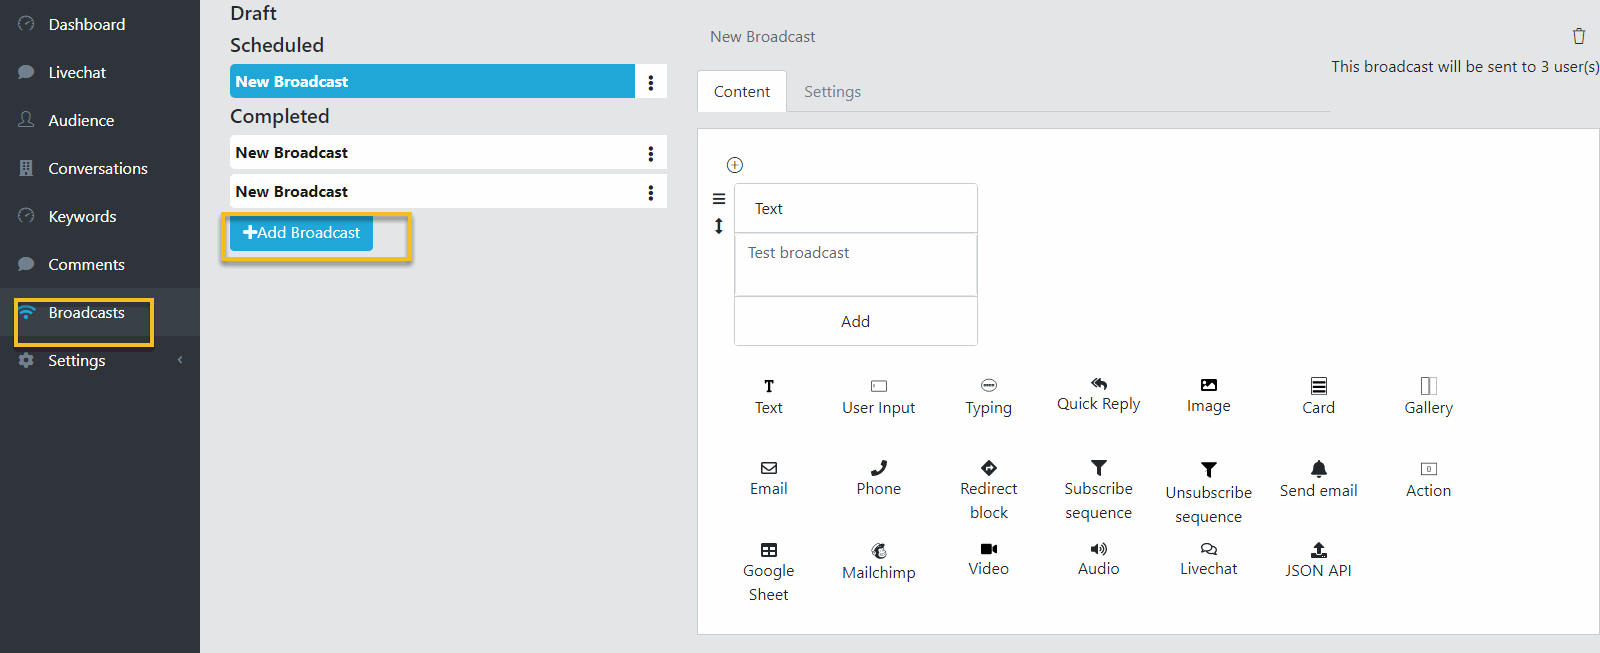 Dashboard
Livechat
Audience
Conversations
Keywords
Comments
Broadcasts
Settings
Draft
Scheduled
New Broadcast
Completed
New Broadcast
New Broadcast
+Add Broadcast
New Broadcast
This broadcast will be sent to 3 user(s)
Content Settings
Text
Test broadcast
Add
Text User Input Typing Quick Reply Image Card Gallery
Email Phone Redirect Subscribe Unsubscribe Send email Action
block sequence sequence
Google Mailchimp Video Audio Livechat JSON API
Sheet